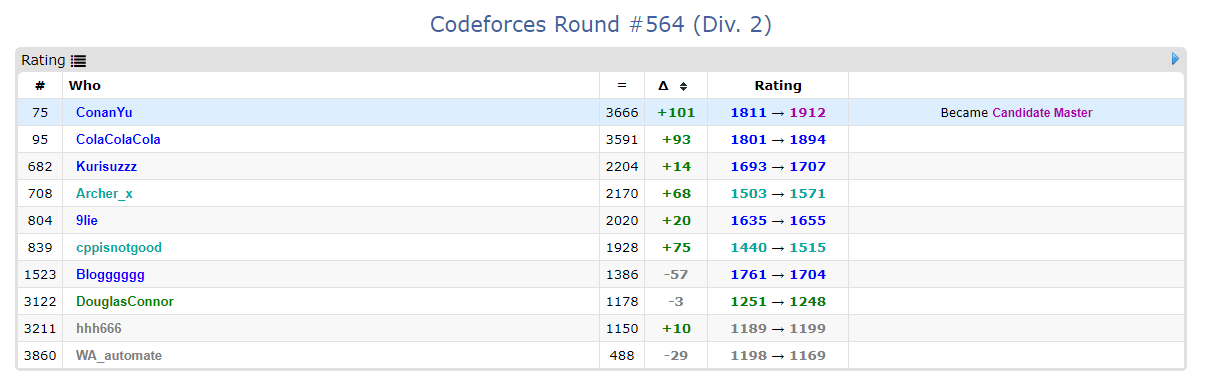 Codeforces Round #564 (Div. 2)
Rating
# Who = Δ Rating
75 ConanYu 3666 +101 1811 → 1912 Became Candidate Master
95 ColaColaCola 3591 +93 1801 → 1894
682 Kurisuzzz 2204 +14 1693 → 1707
708 Archer_x 2170 +68 1503 → 1571
804 9lie 2020 +20 1635 → 1655
839 cppisnotgood 1928 +75 1440 → 1515
1523 Blogggggg 1386 -57 1761 → 1704
3122 DouglasConnor 1178 -3 1251 → 1248
3211 hhh666 1150 +10 1189 → 1199
3860 WA_automate 488 -29 1198 → 1169